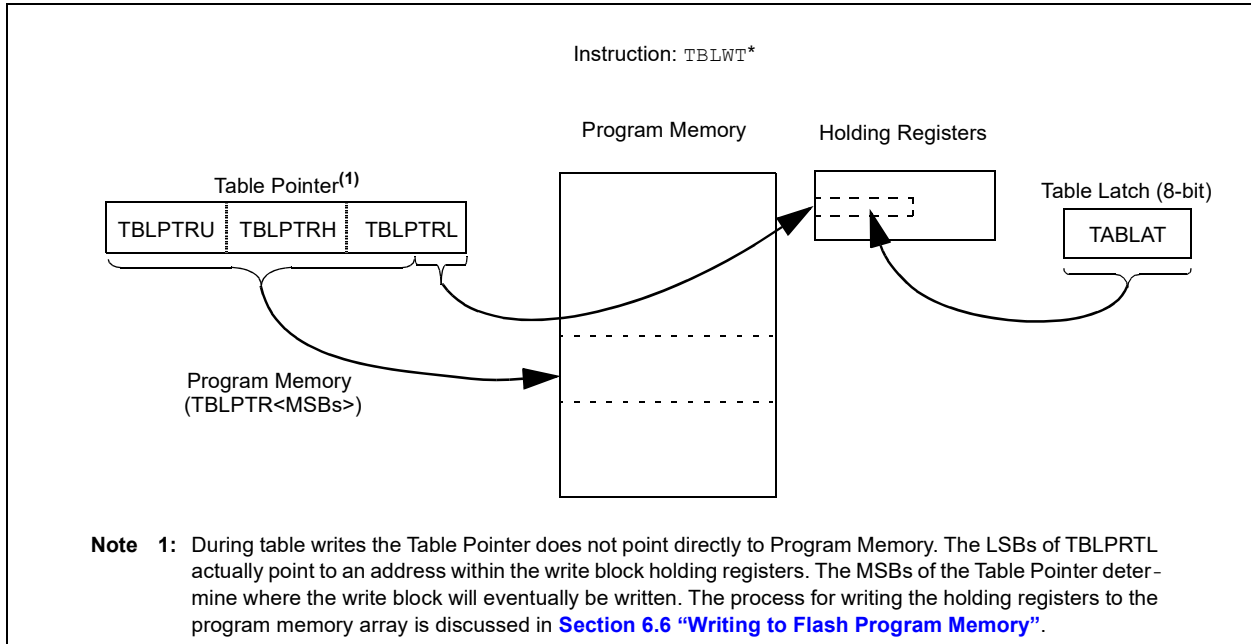 Instruction: TBLWT*
Program Memory
Holding Registers
Table Pointer(1)
Table Latch (8-bit)
TBLPTRU
TBLPTRH
TBLPTRL
TABLAT
Program Memory
(TBLPTR<MSBs>)
Note 1: During table writes the Table Pointer does not point directly to Program Memory. The LSBs of TBLPRTL
actually point to an address within the write block holding registers. The MSBs of the Table Pointer deter-
mine where the write block will eventually be written. The process for writing the holding registers to the
program memory array is discussed in Section 6.6 “Writing to Flash Program Memory”.